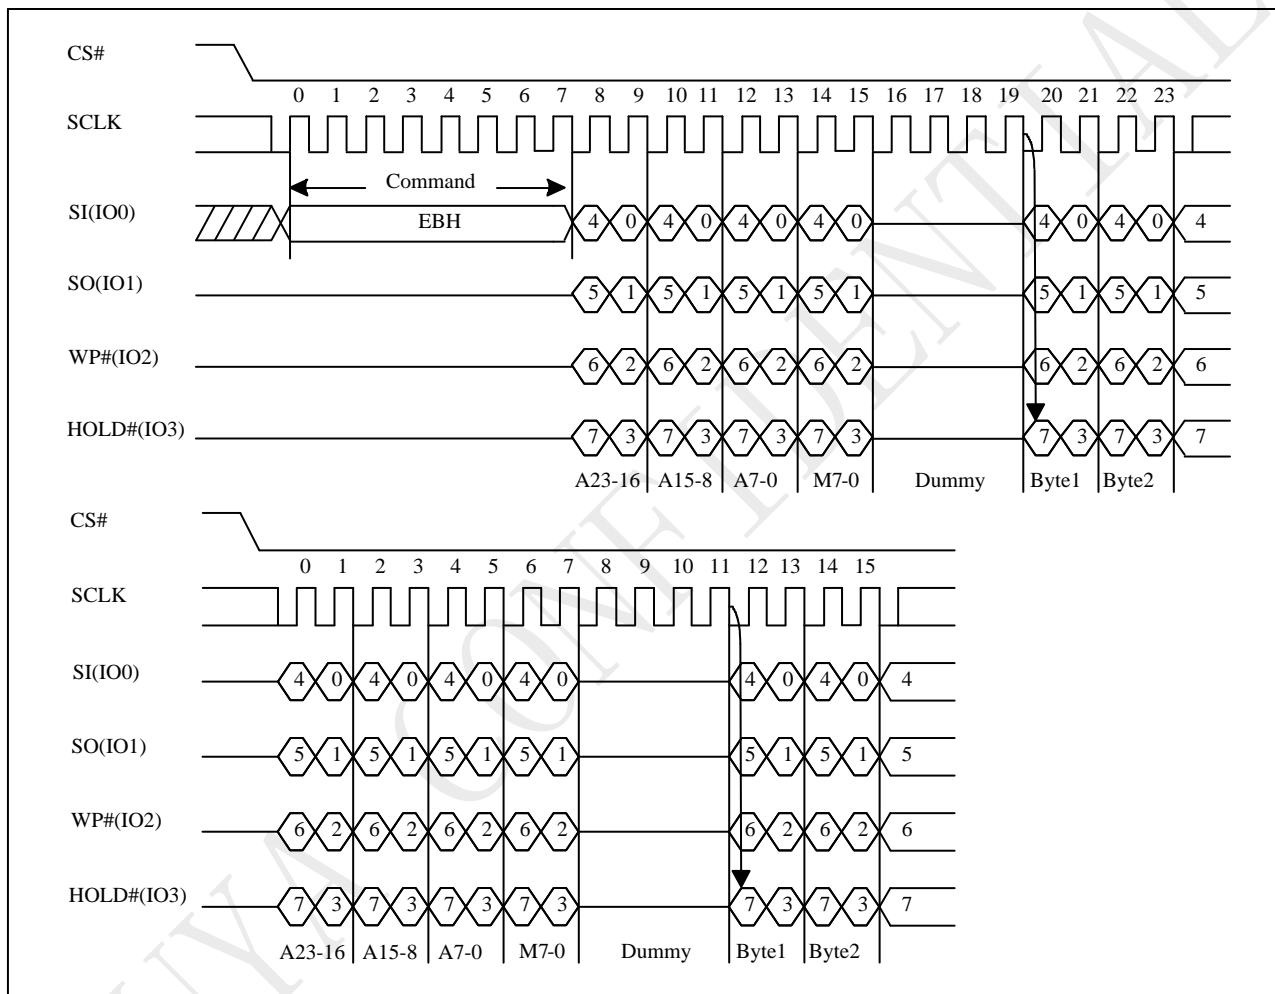 CS#
0 1 2 3 4 5 6 7 8 9 10 11 12 13 14 15 16 17 18 19 20 21 22 23
SCLK
Command
SI(IO0) EBH 4 0 4 0 4 0 4 0 4 0 4 0 4
SO(IO1) 5 1 5 1 5 1 5 1 5 1 5 1 5
WP#(IO2) 6 2 6 2 6 2 6 2 6 2 6 2 6
HOLD#(IO3) 7 3 7 3 7 3 7 3 7 3 7 3 7
A23-16 A15-8 A7-0 M7-0 Dummy Byte1 Byte2
CS#
0 1 2 3 4 5 6 7 8 9 10 11 12 13 14 15
SCLK
SI(IO0) 4 0 4 0 4 0 4 0 4 0 4 0 4
SO(IO1) 5 1 5 1 5 1 5 1 5 1 5 1 5
WP#(IO2) 6 2 6 2 6 2 6 2 6 2 6 2 6
HOLD#(IO3) 7 3 7 3 7 3 7 3 7 3 7 3 7
A23-16 A15-8 A7-0 M7-0 Dummy Byte1 Byte2
UYA CONFIDENTIAL